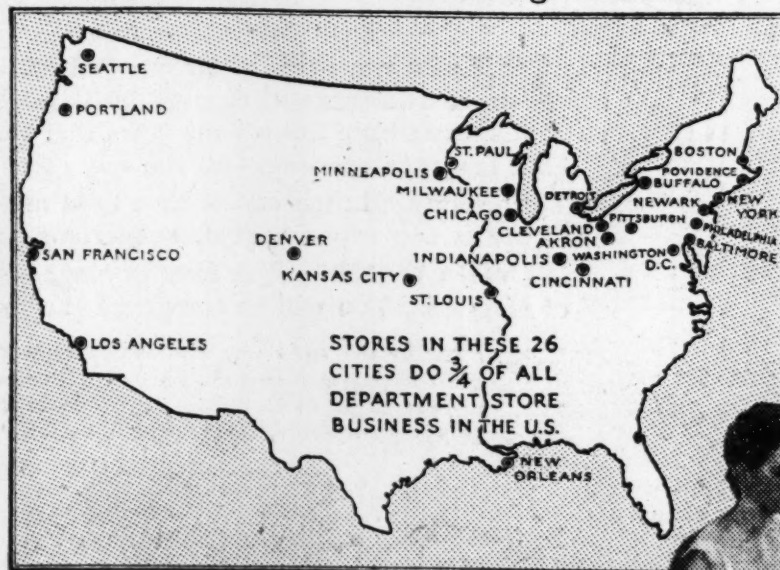 SEATTLE
PORTLAND
ST. PAUL
MINNEAPOLIS
MILWAUKEE
CHICAGO
DETROIT
BOSTON
POVIDENCE
BUFFALO
NEWARK
NEW
YORK
PITTSBURGH
PHILADELPHIA
CLEVELAND
AKRON
BALTIMORE
WASHINGTON
D.C.
INDIANAPOLIS
CINCINNATI
SAN FRANCISCO
DENVER
KANSAS CITY
ST. LOUIS
LOS ANGELES
STORES IN THESE 26
CITIES DO 3/4 OF ALL
DEPARTMENT STORE
BUSINESS IN THE U.S.
NEW
ORLEANS